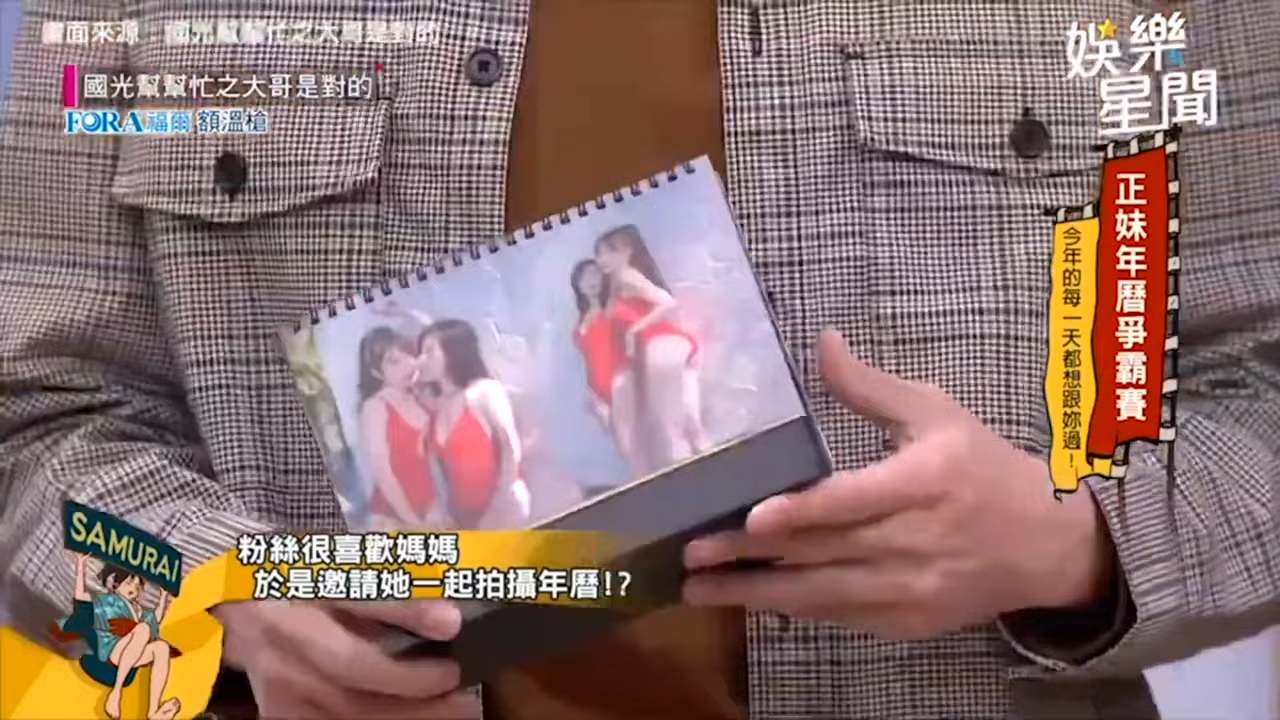 畫面來源：國光幫幫忙之大哥是對的
國光幫幫忙之大哥是對的
FORA福爾 額溫槍
娛樂
星聞
正妹年曆爭霸賽
今年的每一天都想跟妳過！
SAMURAI
粉絲很喜歡媽媽
於是邀請她一起拍攝年曆!?